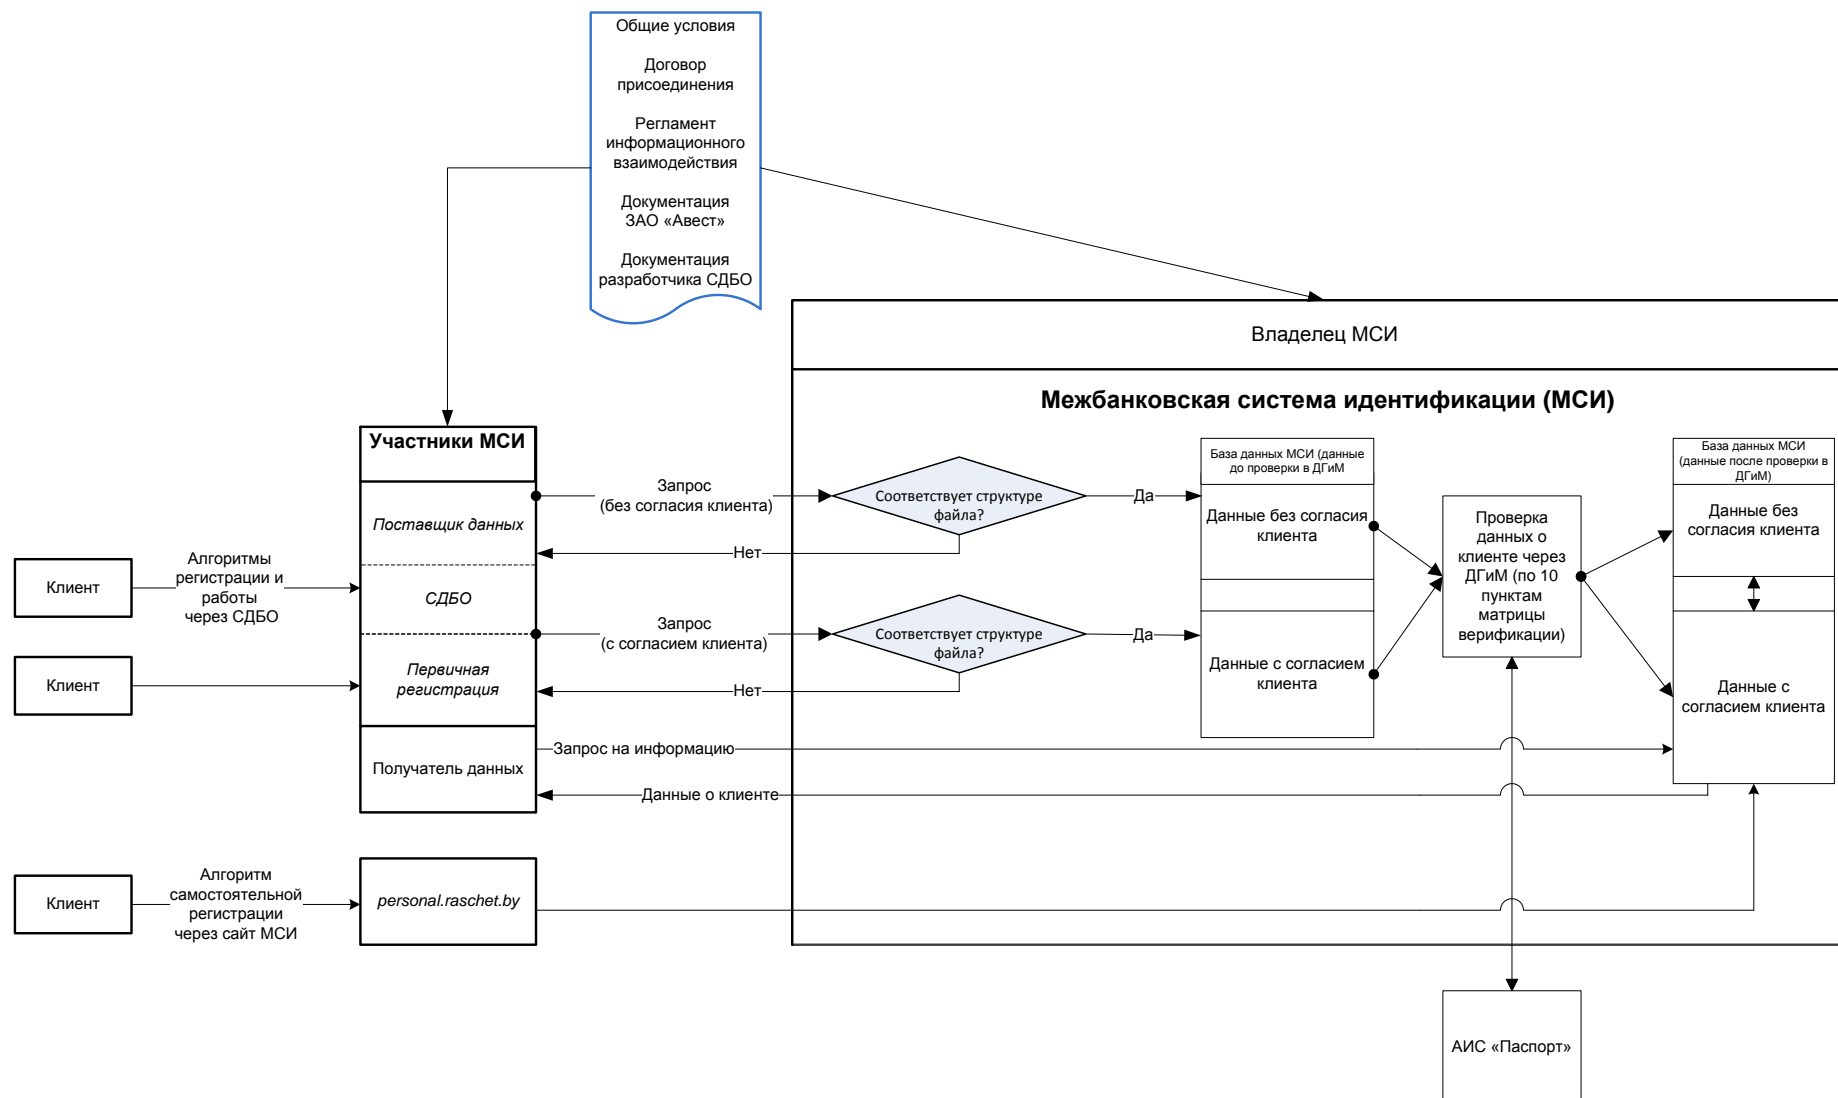 Общие условия
Договор
присоединения
Регламент
информационного
взаимодействия
Документация
ЗАО «Авест»
Документация
разработчика СДБО
Владелец МСИ
Межбанковская система идентификации (МСИ)
Участники МСИ
Поставщик данных
СДБО
Первичная
регистрация
Получатель данных
Клиент
Алгоритмы
регистрации и
работы
через СДБО
Клиент
Клиент
Алгоритм
самостоятельной
регистрации
через сайт МСИ
personal.raschet.by
Запрос
(без согласия клиента)
Соответствует структуре
файла?
Да
Нет
Запрос
(с согласием клиента)
Соответствует структуре
файла?
Да
Нет
Запрос на информацию
Данные о клиенте
База данных МСИ (данные
до проверки в ДГиМ
Данные без согласия
клиента
Данные с согласием
клиента
Проверка
данных о
клиенте через
ДГиМ (по 10
пунктам
матрицы
верификации)
База данных МСИ
(данные после проверки в
ДГиМ)
Данные без
согласия клиента
Данные с
согласием клиента
АИС «Паспорт»